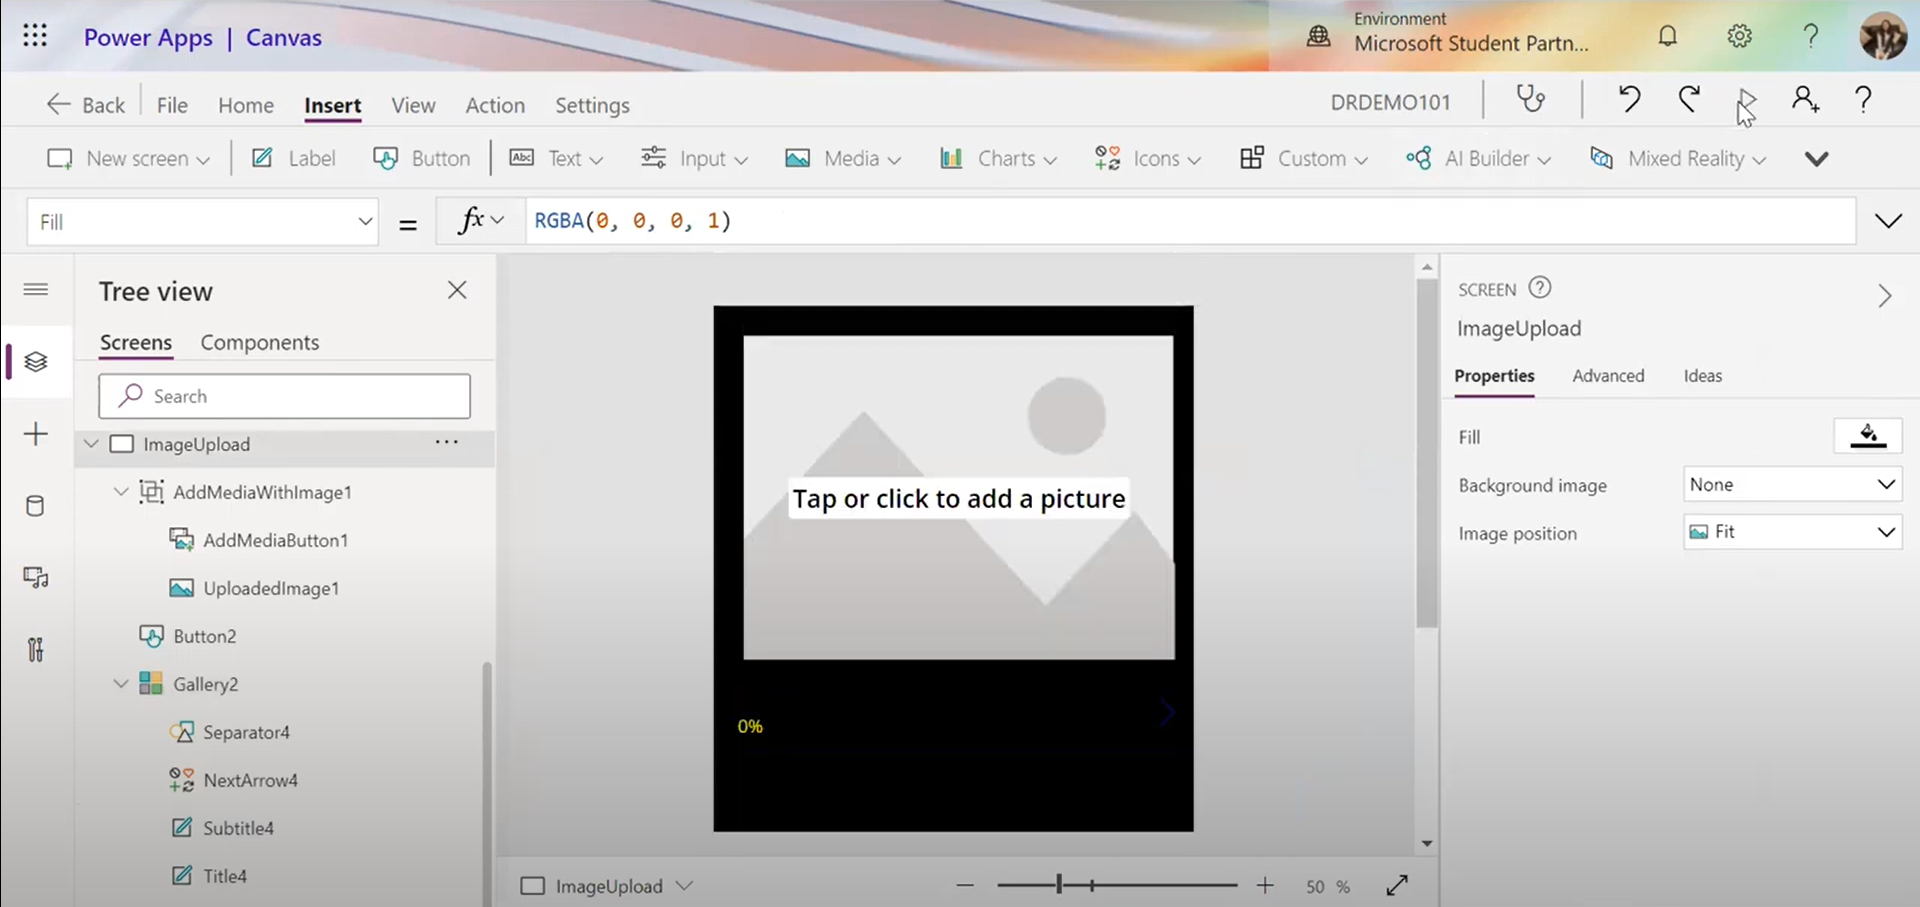 Power Apps | Canvas
Environment
Microsoft Student Partn...
Back File Home Insert View Action Settings
DRDEMO101
New screen Label Button Abc Text Input Media Charts Icons Custom AI Builder Mixed Reality
Fill = fx RGBA(0, 0, 0, 1)
Tree view
Screens Components
Search
ImageUpload
AddMediaWithImage1
AddMediaButton1
UploadedImage1
Button2
Gallery2
Separator4
NextArrow4
Subtitle4
Title4
Tap or click to add a picture
0%
ImageUpload
50 %
SCREEN
ImageUpload
Properties Advanced Ideas
Fill
Background image None
Image position Fit